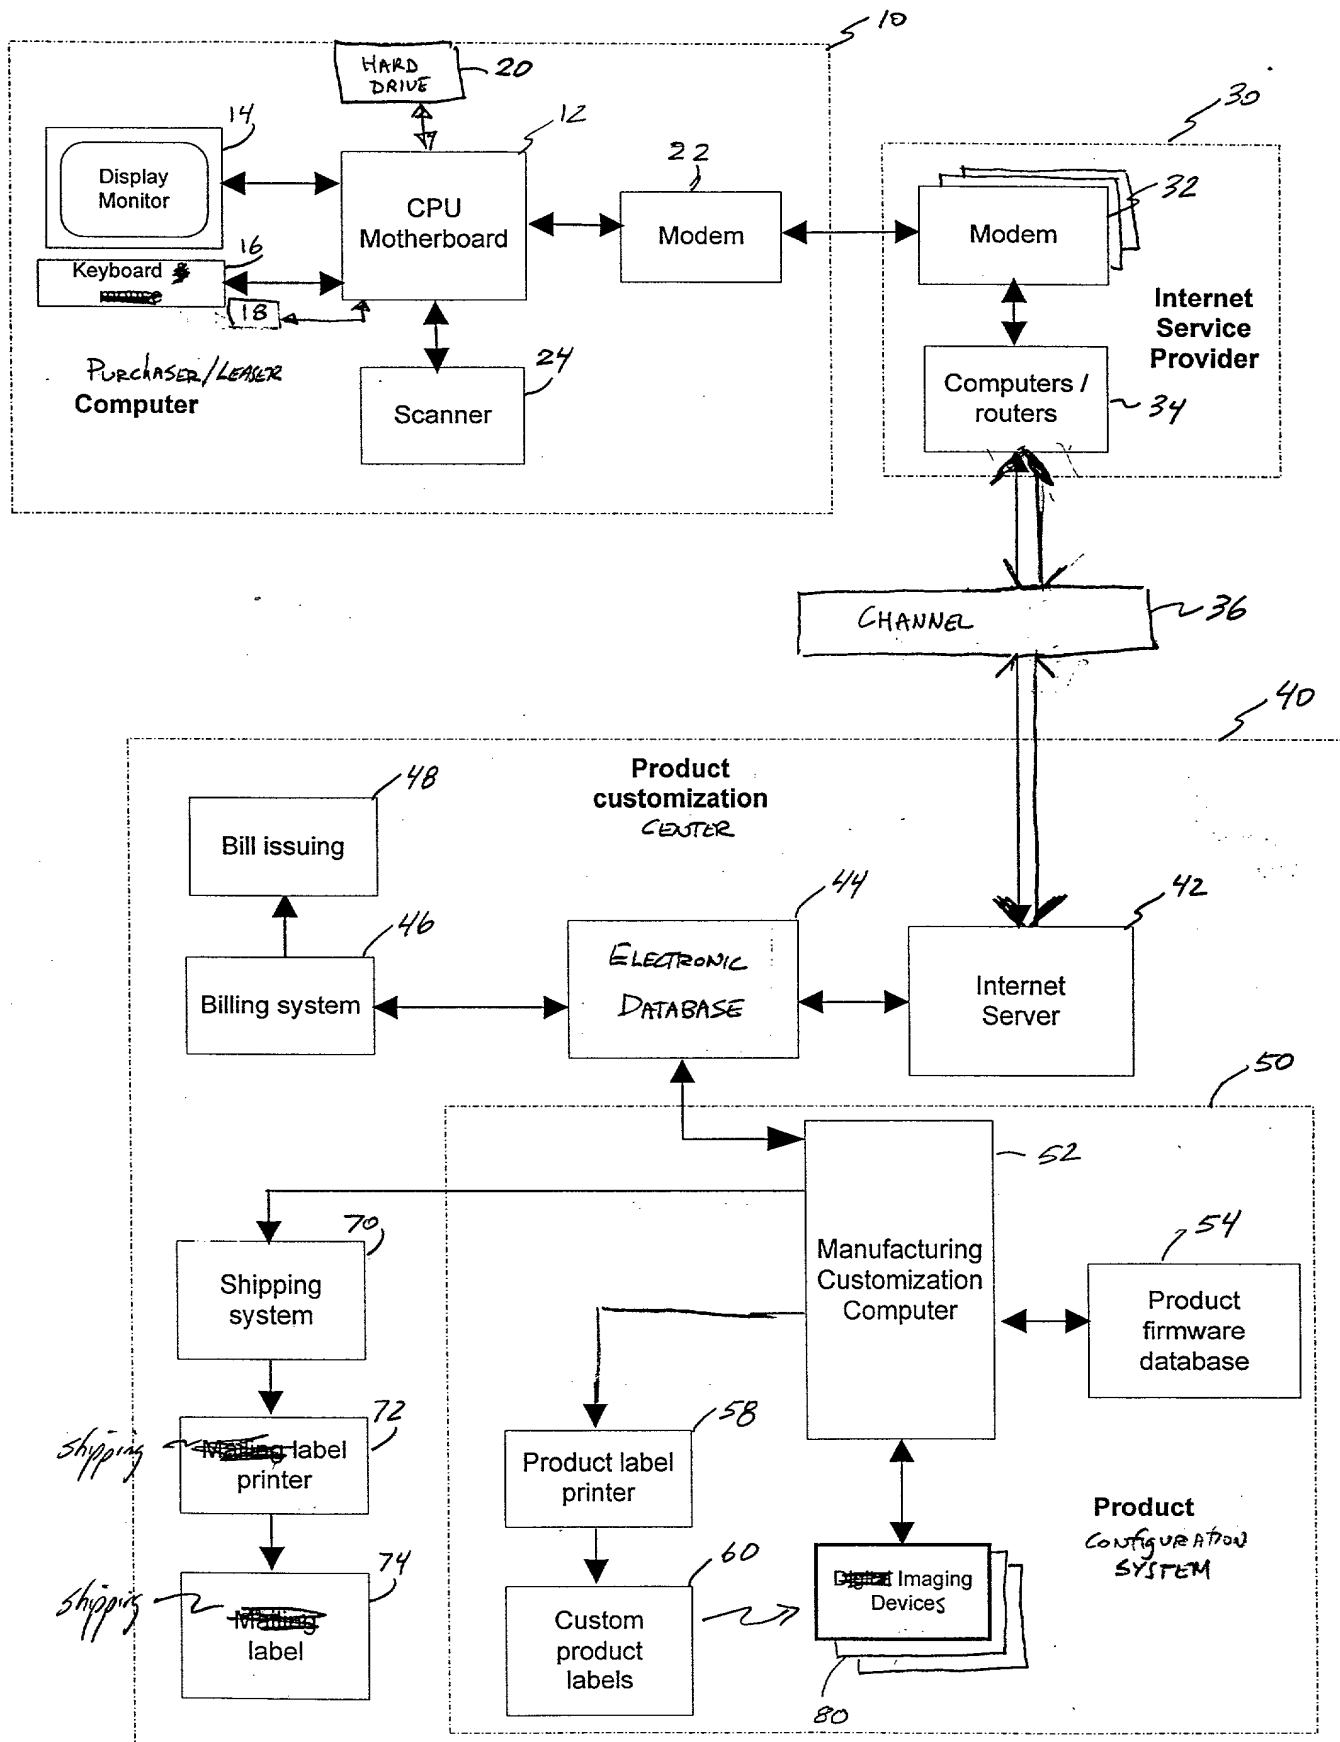 10
HARD
DRIVE
20
14
Display
Monitor
12
CPU
Motherboard
22
Modem
30
32
Modem
16
Keyboard &
mouse
18
Internet
Service
Provider
PURCHASER/LEASER
Computer
24
Scanner
Computers /
routers
34
CHANNEL
36
40
Product
customization
CENTER
48
Bill issuing
44
ELECTRONIC
DATABASE
42
Internet
Server
46
Billing system
50
52
Manufacturing
Customization
Computer
54
Product
firmware
database
70
Shipping
system
72
shipping
Mailing label
printer
58
Product label
printer
Product
CONFIGURATION
SYSTEM
74
shipping
Mailing
label
60
Custom
product
labels
Digital Imaging
Devices
80